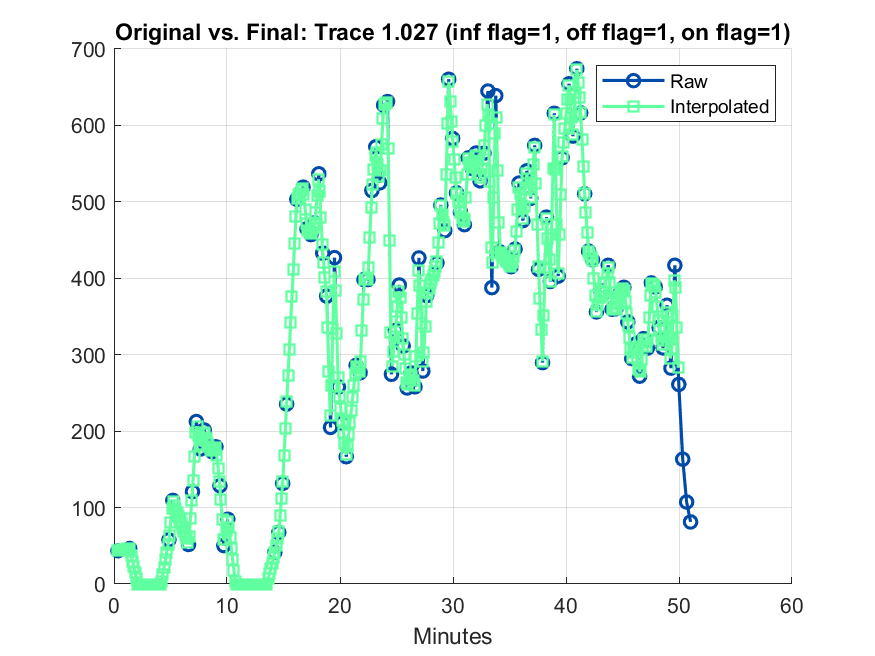 Original vs. Final: Trace 1.027 (inf flag=1, off flag=1, on flag=1)
700
600
500
400
300
200
100
0
Raw
Interpolated
0 10 20 30 40 50 60
Minutes